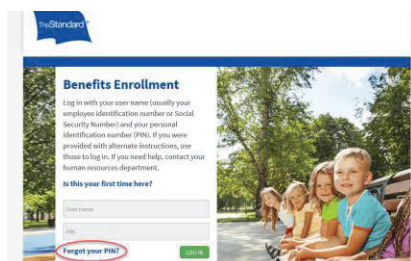 TheStandard
Benefits Enrollment
Log in with your user name (usually your
employee identification number or Social
Security Number) and your personal
identification number (PIN). If you were
provided with alternate instructions, use
those to log in. If you need help, contact your
human resources department.
Is this your first time here?
User name
PIN
Forgot your PIN?
LOG IN